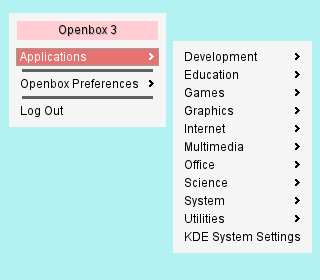 Openbox 3
Applications
Openbox Preferences
Log Out
Development
Education
Games
Graphics
Internet
Multimedia
Office
Science
System
Utilities
KDE System Settings